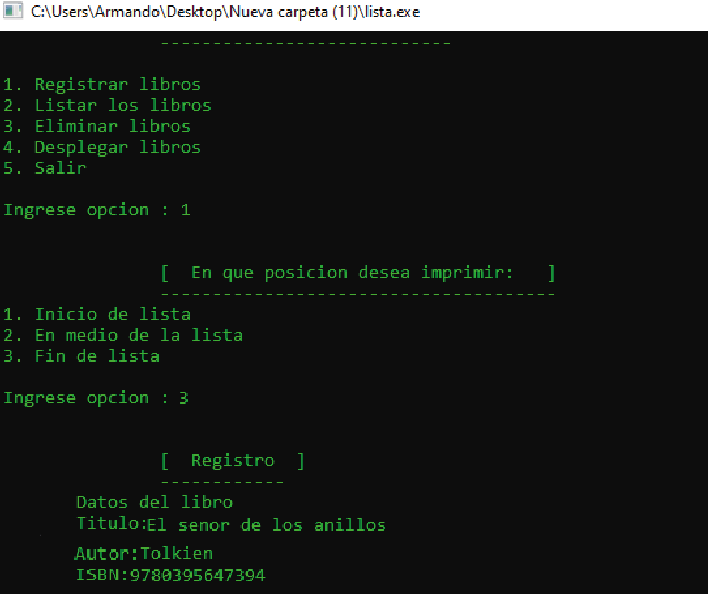 C:\Users\Armando\Desktop\Nueva carpeta (11)\lista.exe
----------------------------
1. Registrar libros
2. Listar los libros
3. Eliminar libros
4. Desplegar libros
5. Salir
Ingrese opcion : 1
[  En que posicion desea imprimir:   ]
--------------------------------------
1. Inicio de lista
2. En medio de la lista
3. Fin de lista
Ingrese opcion : 3
[  Registro  ]
------------
Datos del libro
Titulo:El senor de los anillos
Autor:Tolkien
ISBN:9780395647394